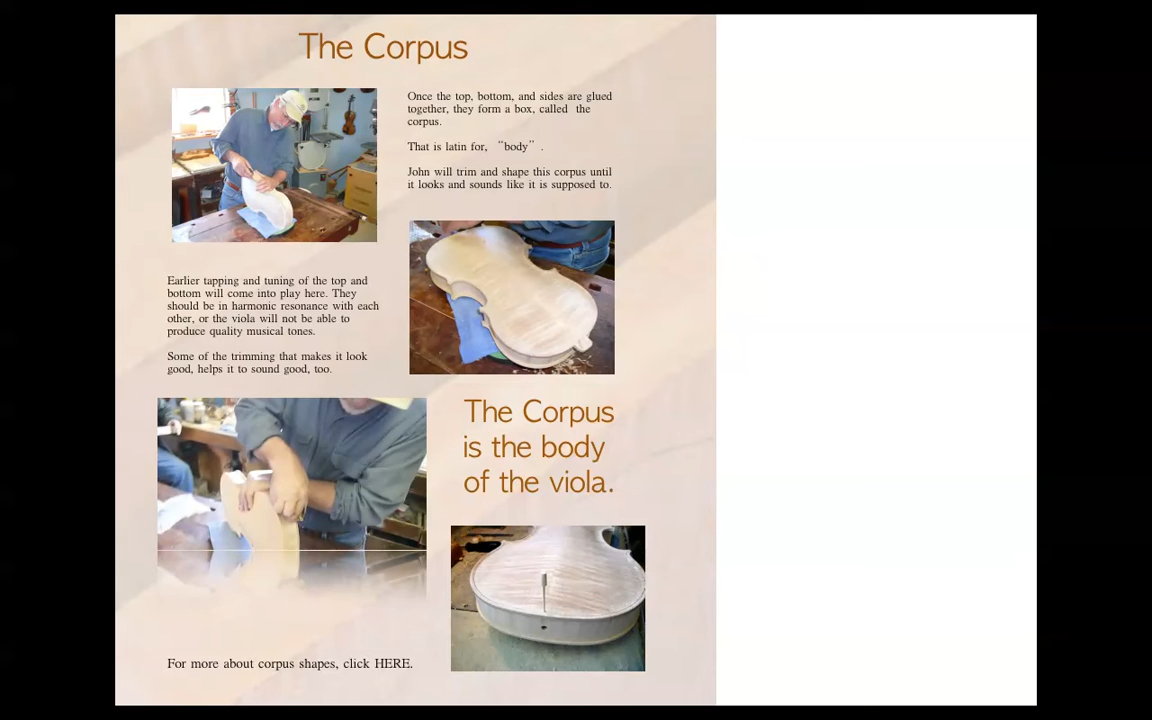 The Corpus
Once the top, bottom, and sides are glued
together, they form a box, called  the
corpus.
That is latin for,  “body” .
John will trim and shape this corpus until
it looks and sounds like it is supposed to.
Earlier tapping and tuning of the top and
bottom will come into play here. They
should be in harmonic resonance with each
other, or the viola will not be able to
produce quality musical tones.
Some of the trimming that makes it look
good, helps it to sound good, too.
The Corpus
is the body
of the viola.
For more about corpus shapes, click HERE.